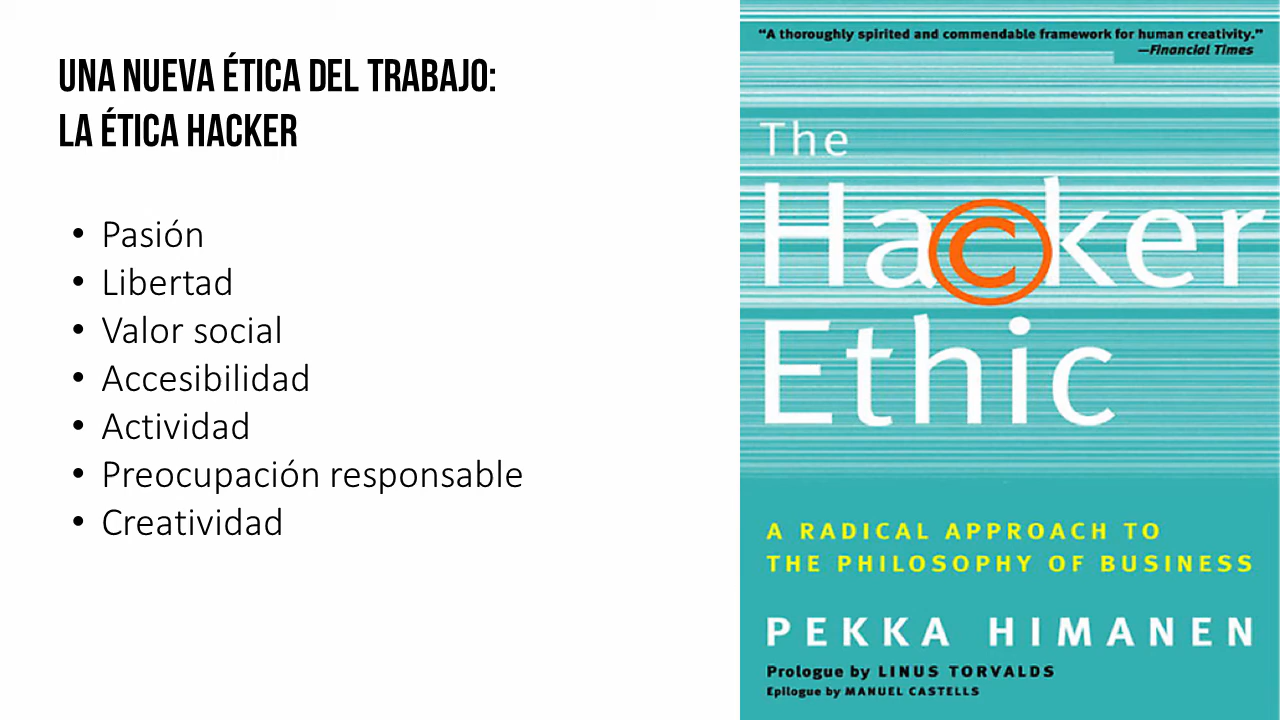 UNA NUEVA ÉTICA DEL TRABAJO:
LA ÉTICA HACKER
• Pasión
• Libertad
• Valor social
• Accesibilidad
• Actividad
• Preocupación responsable
• Creatividad
“A thoroughly spirited and commendable framework for human creativity.”
—Financial Times
The
Hacker
Ethic
A RADICAL APPROACH TO
THE PHILOSOPHY OF BUSINESS
PEKKA HIMANEN
Prologue by LINUS TORVALDS
Epilogue by MANUEL CASTELLS